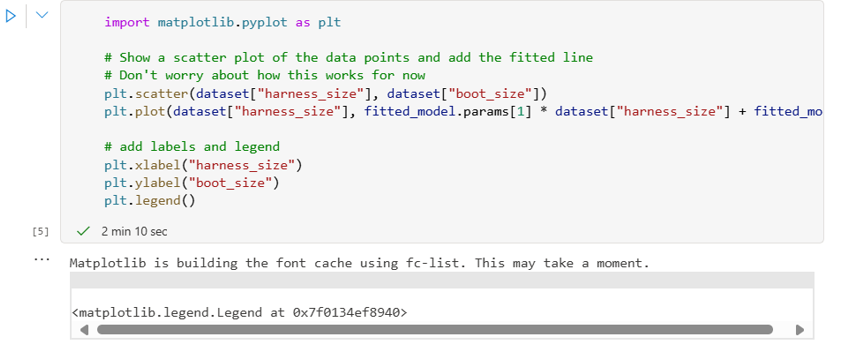 import matplotlib.pyplot as plt
# Show a scatter plot of the data points and add the fitted line
# Don't worry about how this works for now
plt.scatter(dataset["harness_size"], dataset["boot_size"])
plt.plot(dataset["harness_size"], fitted_model.params[1] * dataset["harness_size"] + fitted_mo
# add labels and legend
plt.xlabel("harness_size")
plt.ylabel("boot_size")
plt.legend()
[5] 2 min 10 sec
... Matplotlib is building the font cache using fc-list. This may take a moment.
<matplotlib.legend.Legend at 0x7f0134ef8940>